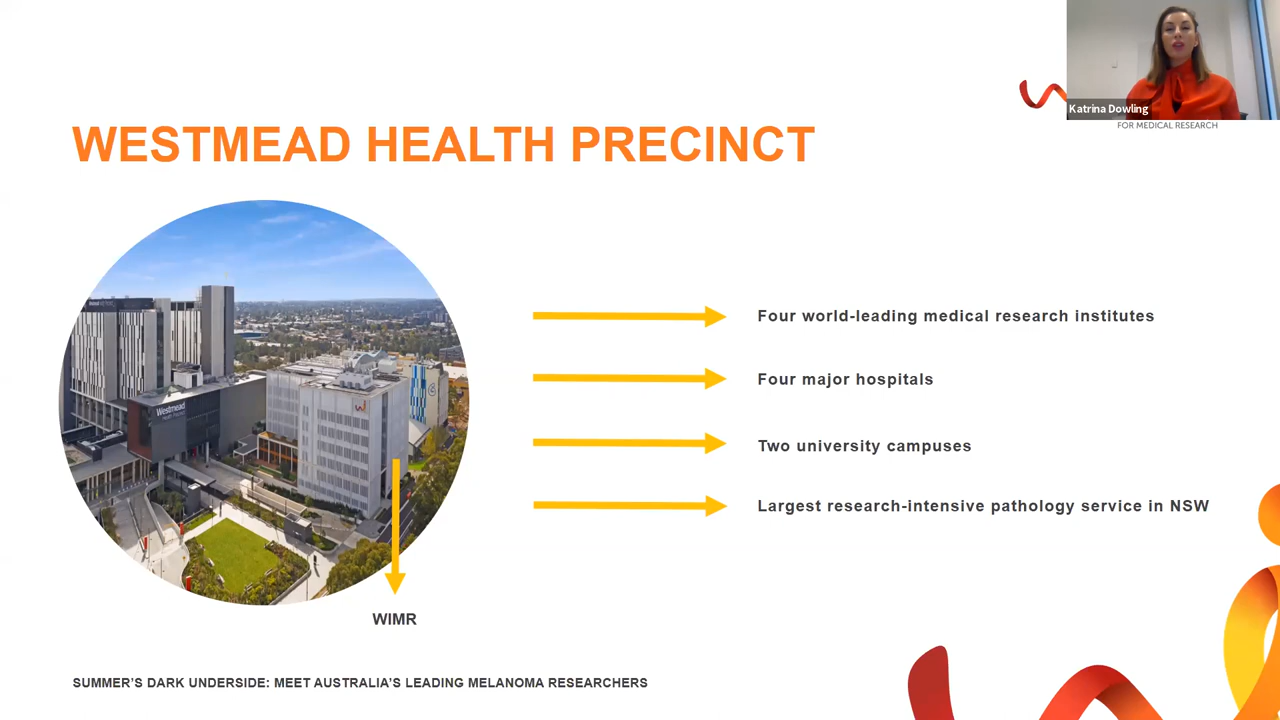 Katrina Dowling
FOR MEDICAL RESEARCH
WESTMEAD HEALTH PRECINCT
Westmead
Four world-leading medical research institutes
Four major hospitals
Two university campuses
Largest research-intensive pathology service in NSW
WIMR
SUMMER'S DARK UNDERSIDE: MEET AUSTRALIA'S LEADING MELANOMA RESEARCHERS